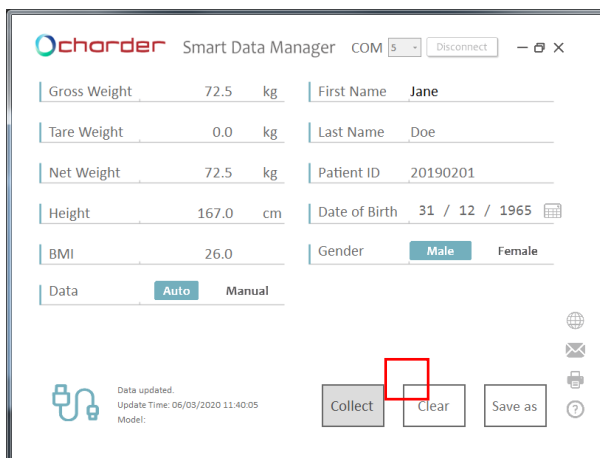 charder Smart Data Manager COM 5 Disconnect
Gross Weight 72.5 kg
Tare Weight 0.0 kg
Net Weight 72.5 kg
Height 167.0 cm
BMI 26.0
Data Auto Manual
First Name Jane
Last Name Doe
Patient ID 20190201
Date of Birth 31 / 12 / 1965
Gender Male Female
Data updated.
Update Time: 06/03/2020 11:40:05
Model:
Collect Clear Save as
?